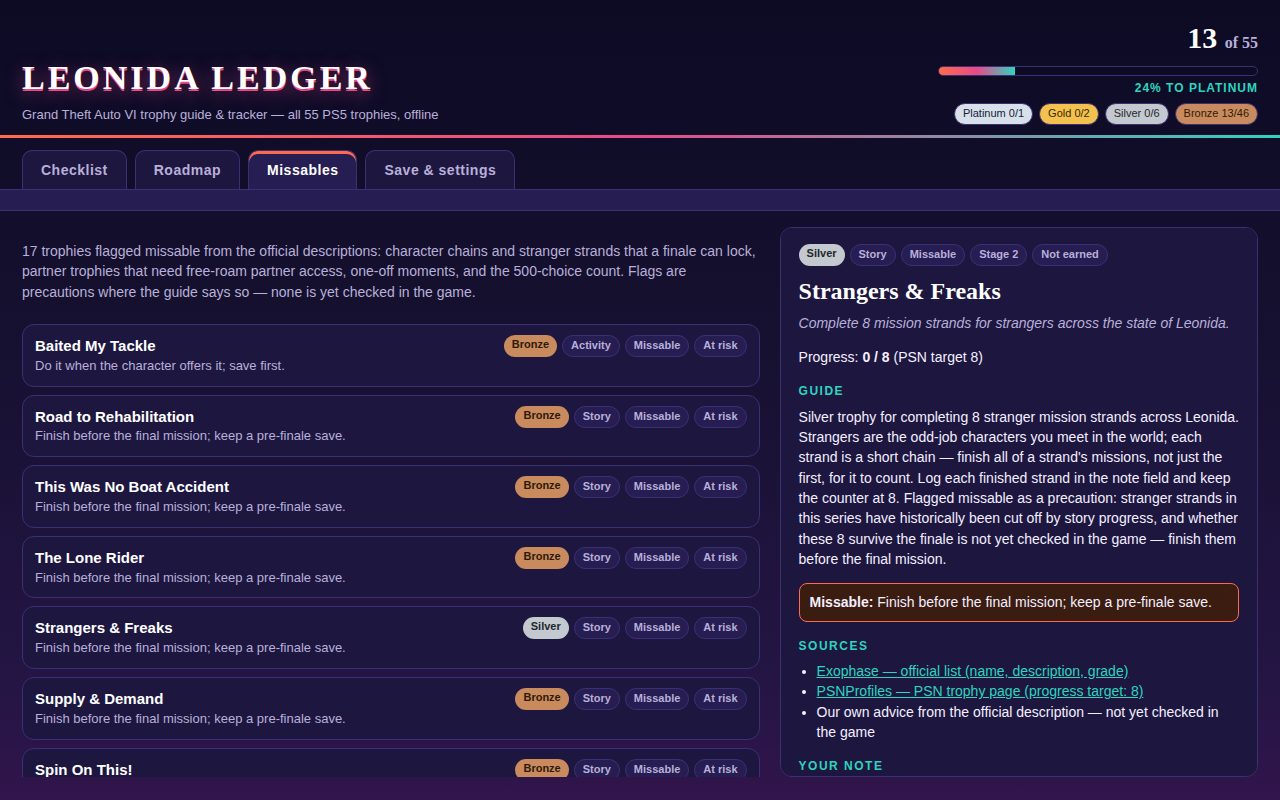 LEONIDA LEDGER
Grand Theft Auto VI trophy guide & tracker — all 55 PS5 trophies, offline
13 of 55
24% TO PLATINUM
Platinum 0/1 Gold 0/2 Silver 0/6 Bronze 13/46
Checklist Roadmap Missables Save & settings
17 trophies flagged missable from the official descriptions: character chains and stranger strands that a finale can lock,
partner trophies that need free-roam partner access, one-off moments, and the 500-choice count. Flags are
precautions where the guide says so — none is yet checked in the game.
Baited My Tackle Bronze Activity Missable At risk
Do it when the character offers it; save first.
Road to Rehabilitation Bronze Story Missable At risk
Finish before the final mission; keep a pre-finale save.
This Was No Boat Accident Bronze Story Missable At risk
Finish before the final mission; keep a pre-finale save.
The Lone Rider Bronze Story Missable At risk
Finish before the final mission; keep a pre-finale save.
Strangers & Freaks Silver Story Missable At risk
Finish before the final mission; keep a pre-finale save.
Supply & Demand Bronze Story Missable At risk
Finish before the final mission; keep a pre-finale save.
Spin On This! Bronze Story Missable At risk
Silver Story Missable Stage 2 Not earned
Strangers & Freaks
Complete 8 mission strands for strangers across the state of Leonida.
Progress: 0 / 8 (PSN target 8)
GUIDE
Silver trophy for completing 8 stranger mission strands across Leonida.
Strangers are the odd-job characters you meet in the world; each
strand is a short chain — finish all of a strand's missions, not just the
first, for it to count. Log each finished strand in the note field and keep
the counter at 8. Flagged missable as a precaution: stranger strands in
this series have historically been cut off by story progress, and whether
these 8 survive the finale is not yet checked in the game — finish them
before the final mission.
Missable: Finish before the final mission; keep a pre-finale save.
SOURCES
Exophase — official list (name, description, grade)
PSNProfiles — PSN trophy page (progress target: 8)
Our own advice from the official description — not yet checked in
the game
YOUR NOTE